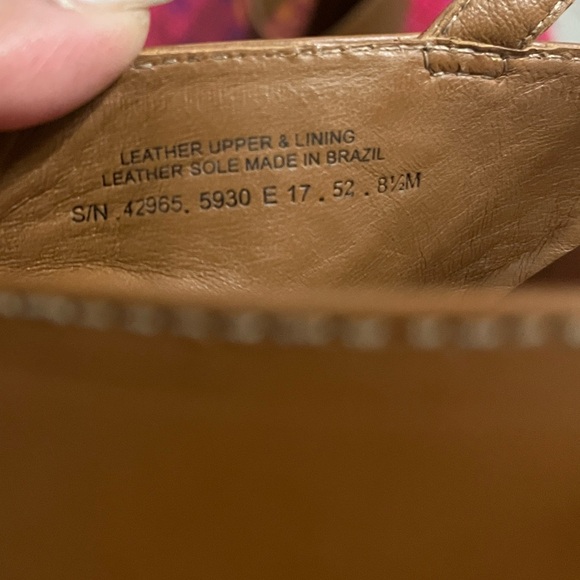 LEATHER UPPER & LINING
LEATHER SOLE MADE IN BRAZIL
S/N .42965. 5930 E 17 . 52 . 8½M